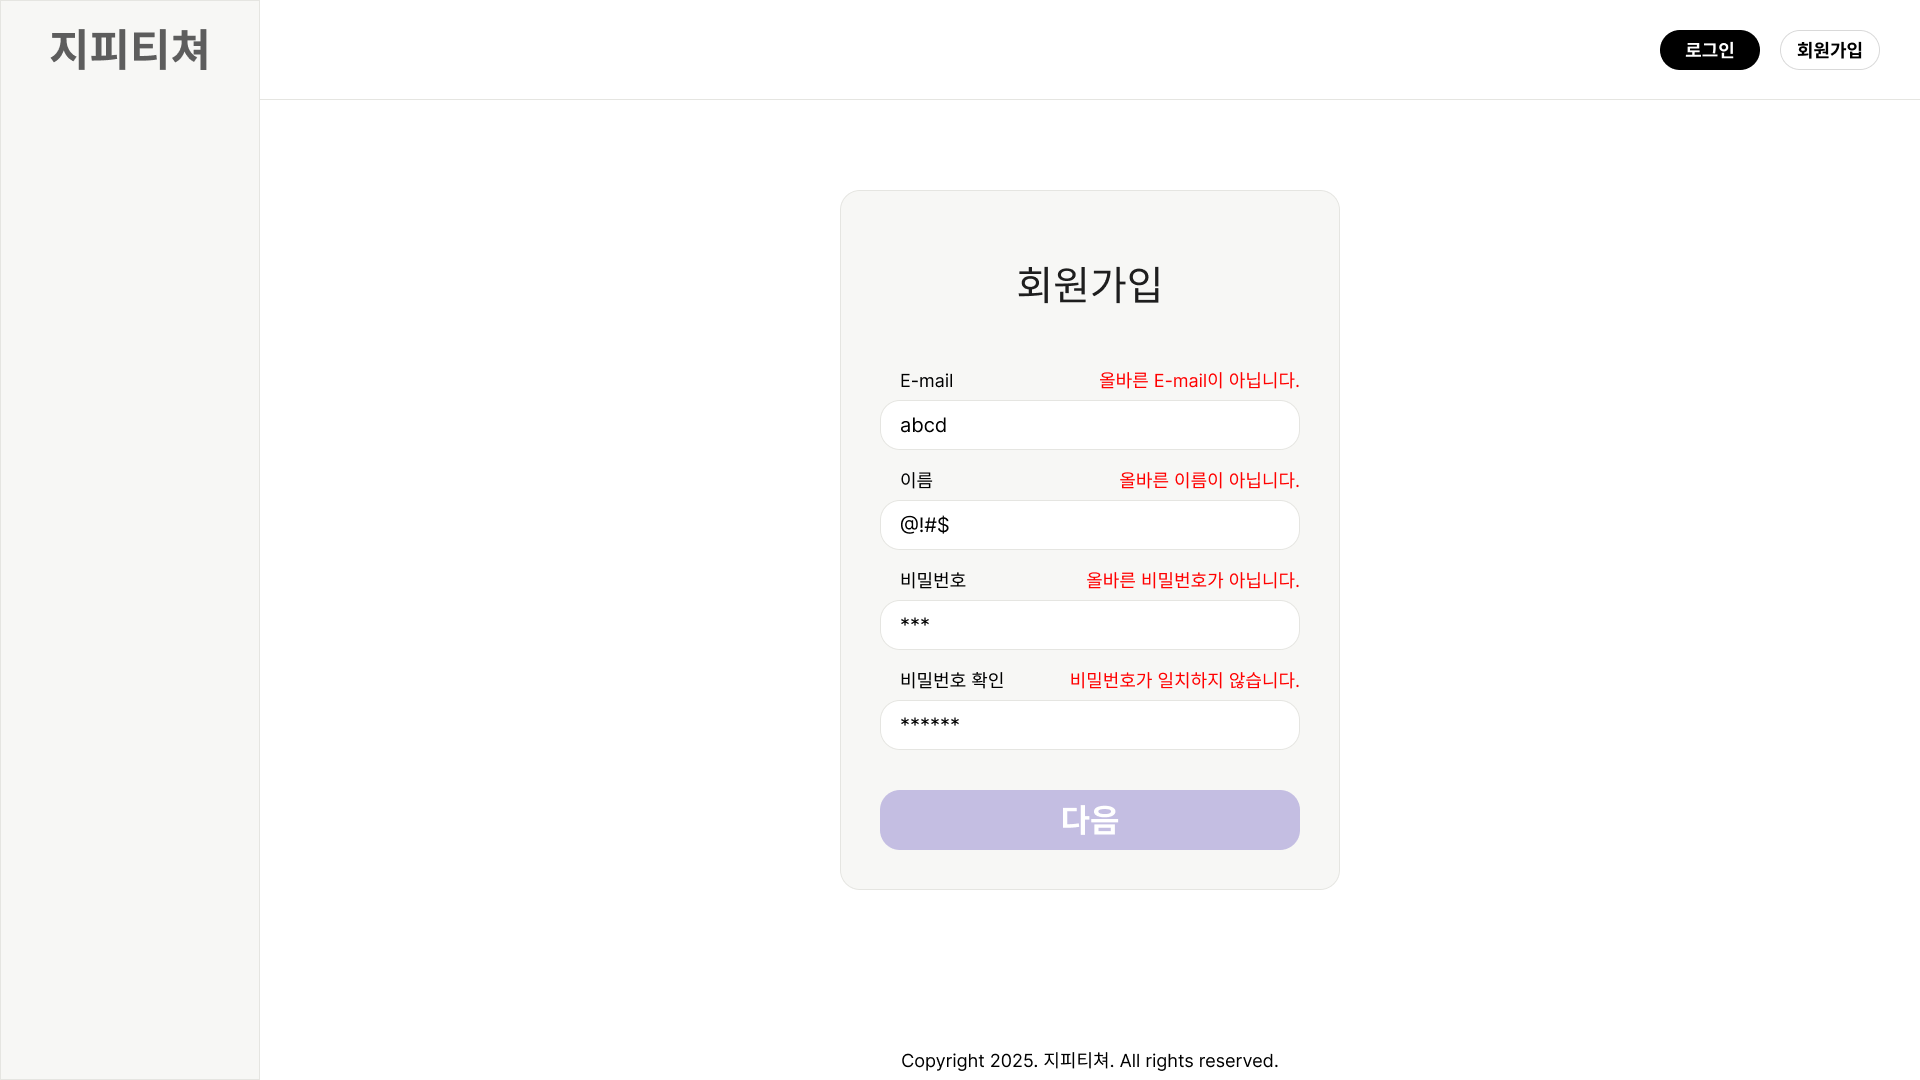 지피티쳐
로그인
회원가입
회원가입
E-mail
올바른 E-mail이 아닙니다.
abcd
이름
올바른 이름이 아닙니다.
@!#$
비밀번호
올바른 비밀번호가 아닙니다.
***
비밀번호 확인
비밀번호가 일치하지 않습니다.
******
다음
Copyright 2025. 지피티쳐. All rights reserved.